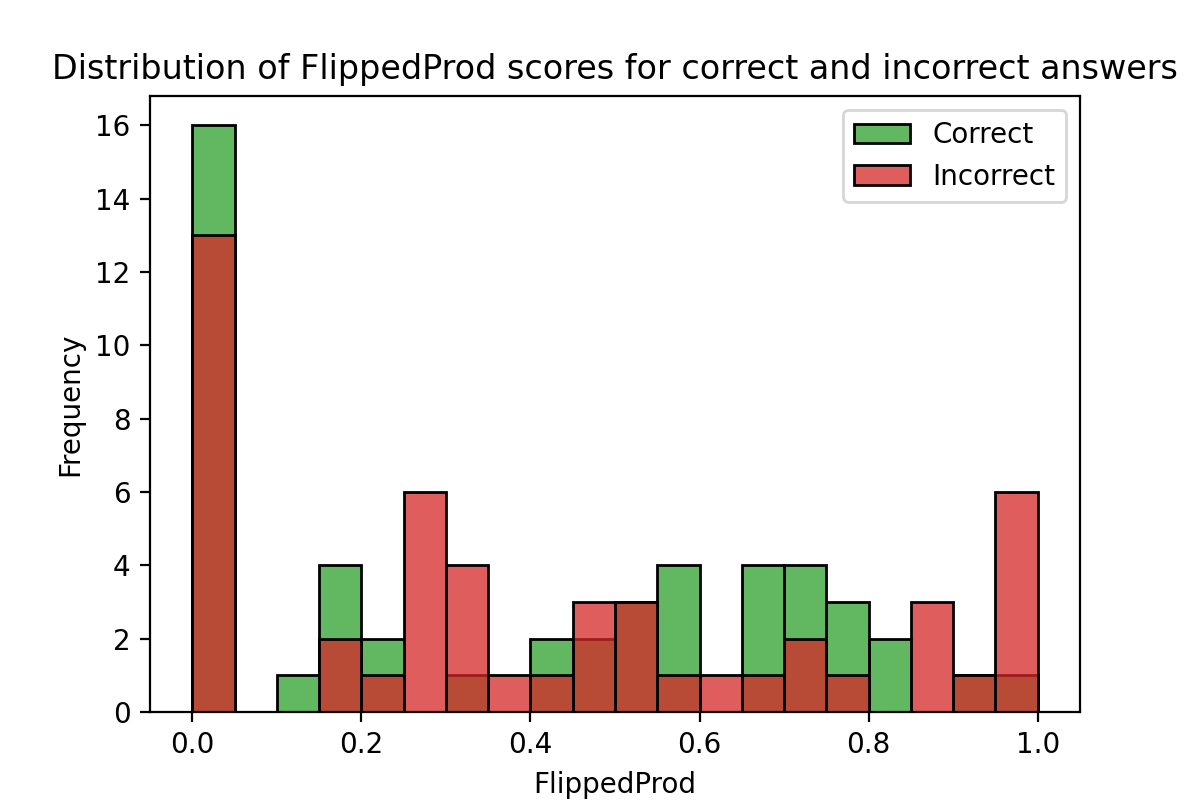 Distribution of FlippedProd scores for correct and incorrect answers
Correct
Incorrect
Frequency
16
14
12
10
8
6
4
2
0
0.0 0.2 0.4 0.6 0.8 1.0
FlippedProd